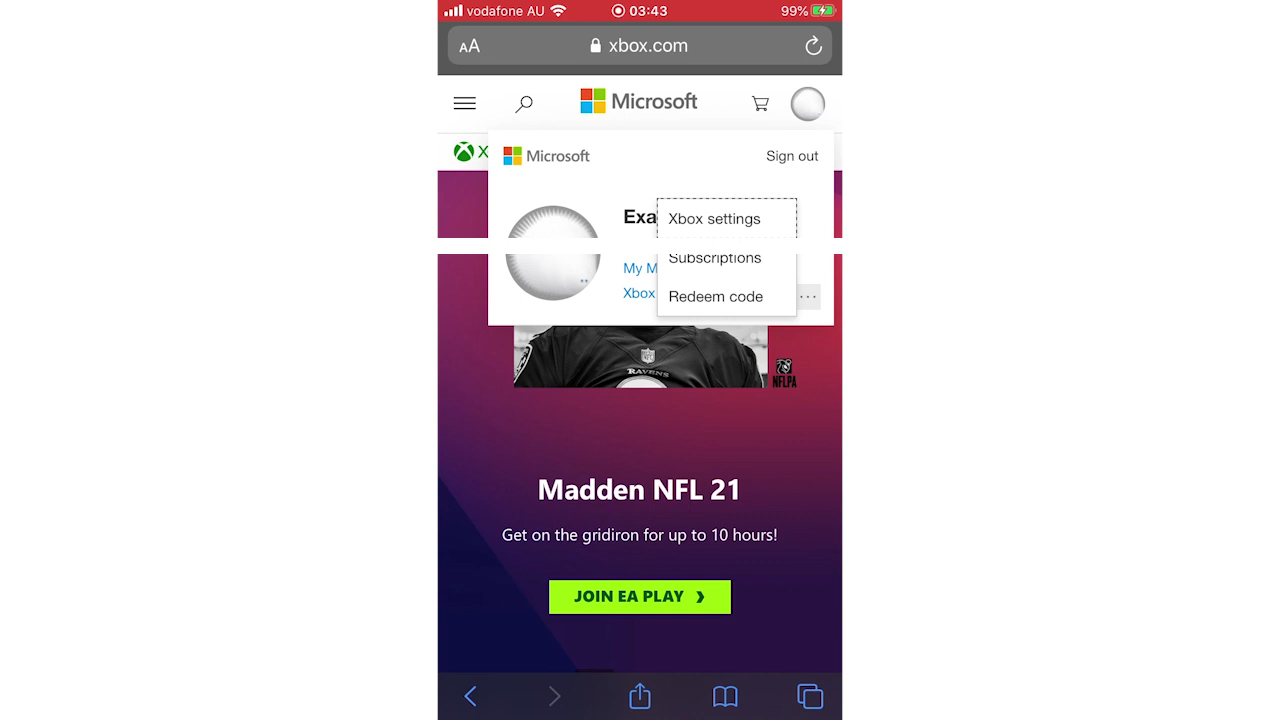 vodafone AU 03:43 99%
AA xbox.com
Microsoft
X
Microsoft Sign out
Exa
Xbox settings
Subscriptions
My M
Xbox
Redeem code
...
RAVENS
NFL
NFLPA
Madden NFL 21
Get on the gridiron for up to 10 hours!
JOIN EA PLAY